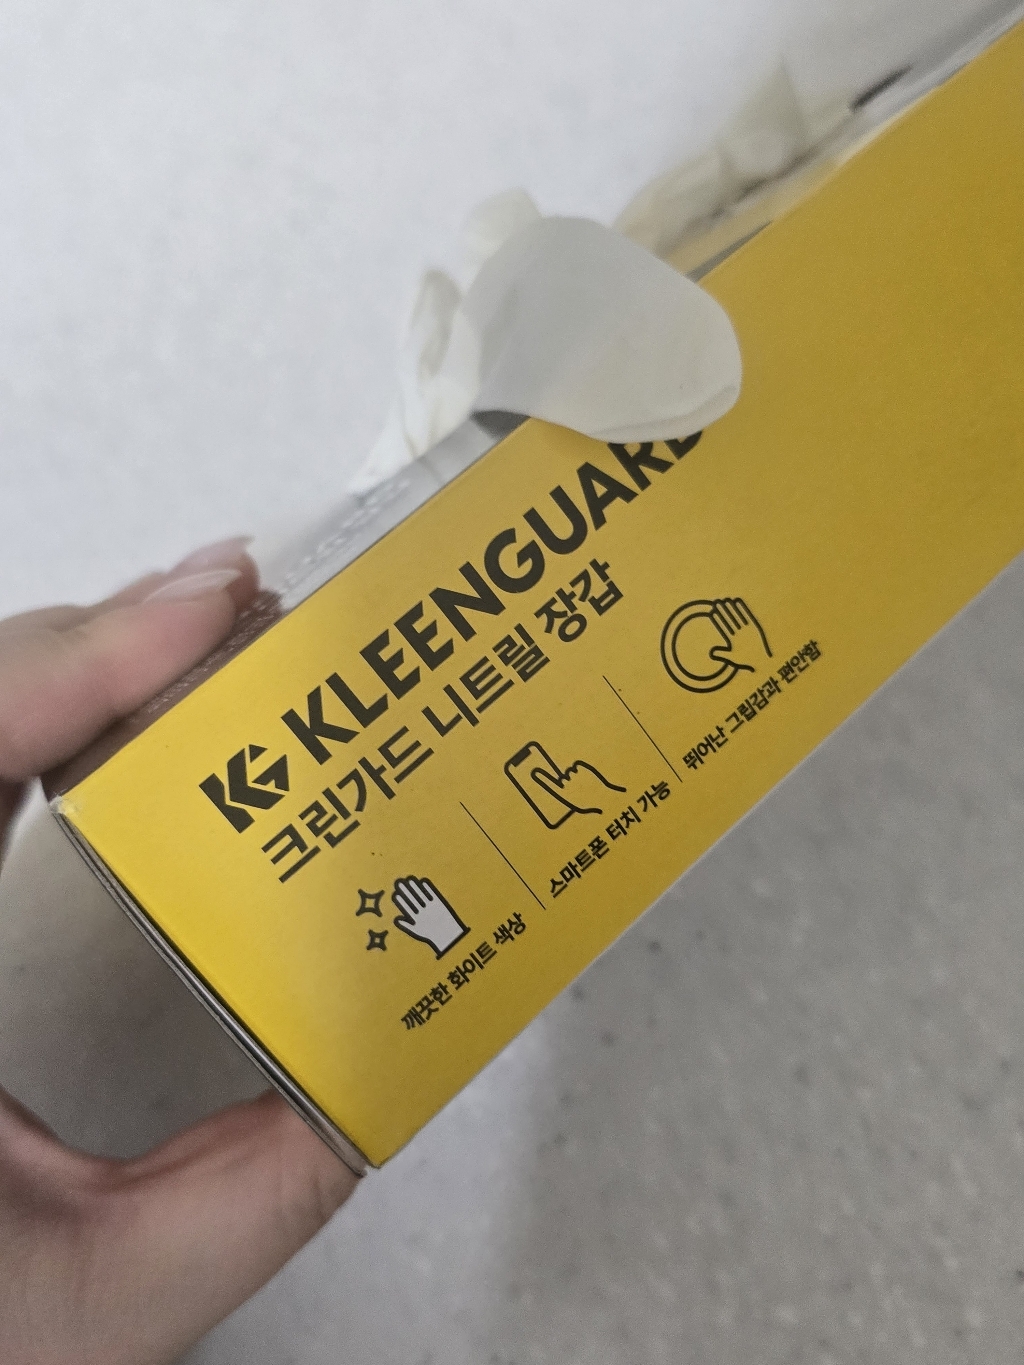 KLEENGUARD
크린가드 니트릴 장갑
깨끗한 화이트 색상
스마트폰 터치 가능
뛰어난 그립감과 편안함